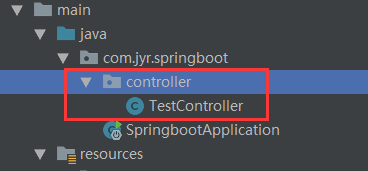 main
java
com.jyr.springboot
controller
TestController
SpringbootApplication
resources